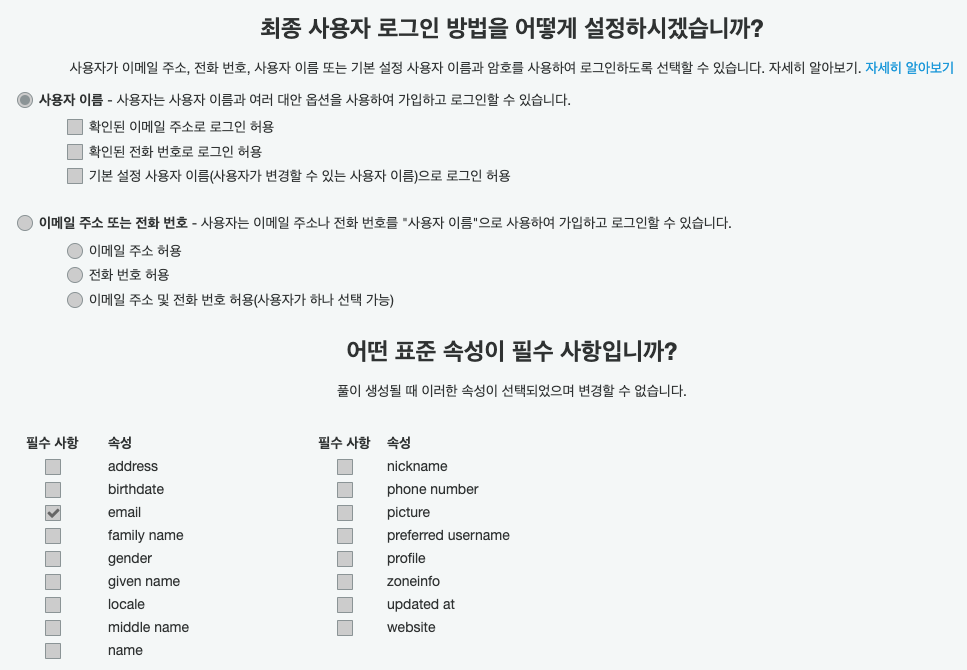 최종 사용자 로그인 방법을 어떻게 설정하시겠습니까?
사용자가 이메일 주소, 전화 번호, 사용자 이름 또는 기본 설정 사용자 이름과 암호를 사용하여 로그인하도록 선택할 수 있습니다. 자세히 알아보기. 자세히 알아보기
사용자 이름 - 사용자는 사용자 이름과 여러 대안 옵션을 사용하여 가입하고 로그인할 수 있습니다.
확인된 이메일 주소로 로그인 허용
확인된 전화 번호로 로그인 허용
기본 설정 사용자 이름(사용자가 변경할 수 있는 사용자 이름)으로 로그인 허용
이메일 주소 또는 전화 번호 - 사용자는 이메일 주소나 전화 번호를 "사용자 이름"으로 사용하여 가입하고 로그인할 수 있습니다.
이메일 주소 허용
전화 번호 허용
이메일 주소 및 전화 번호 허용(사용자가 하나 선택 가능)
어떤 표준 속성이 필수 사항입니까?
풀이 생성될 때 이러한 속성이 선택되었으며 변경할 수 없습니다.
필수 사항 속성
address
birthdate
email
family name
gender
given name
locale
middle name
name
필수 사항 속성
nickname
phone number
picture
preferred username
profile
zoneinfo
updated at
website